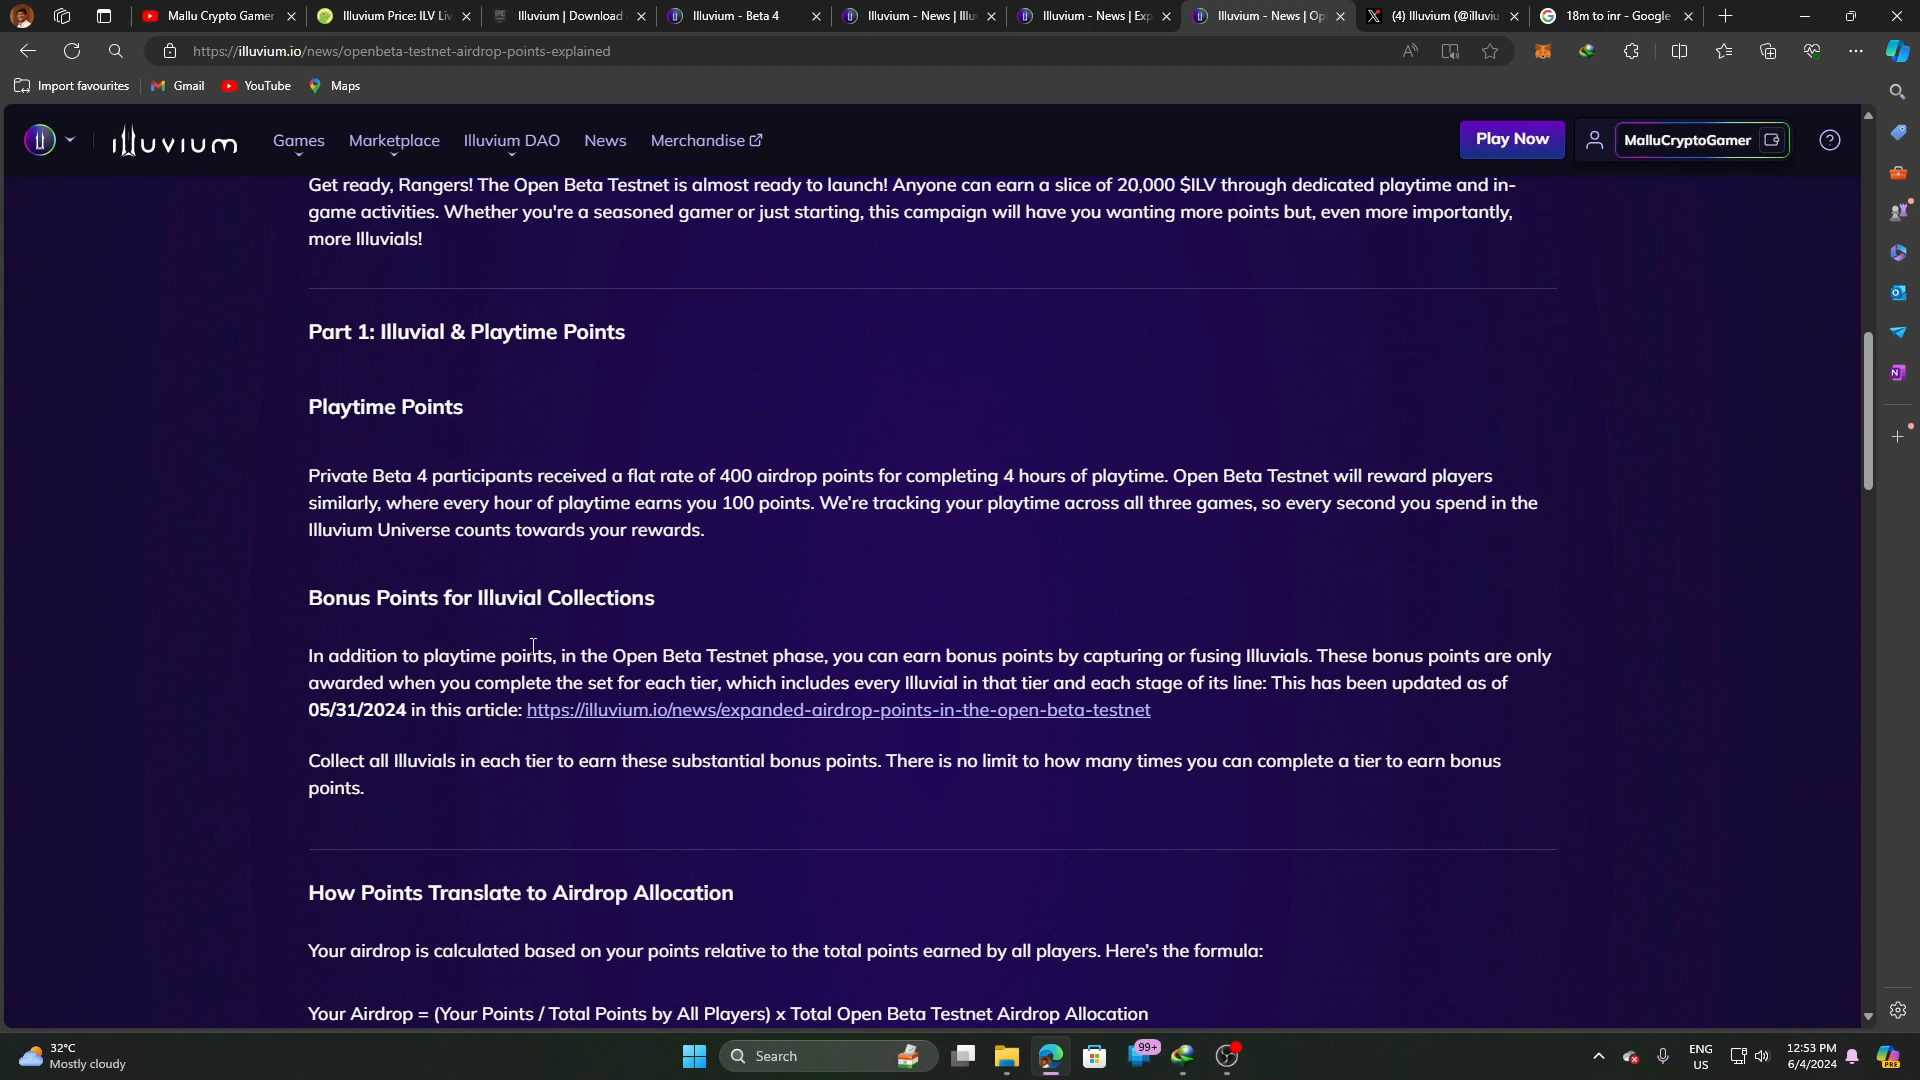 Mallu Crypto Gamer
Illuvium Price: ILV Liv
Illuvium | Download
Illuvium - Beta 4
Illuvium - News | Illu
Illuvium - News | Exp
Illuvium - News | Op
(4) Illuvium (@illuviu
18m to inr - Google
https://illuvium.io/news/openbeta-testnet-airdrop-points-explained
Import favourites
Gmail
YouTube
Maps
illuvium
Games
Marketplace
Illuvium DAO
News
Merchandise
Play Now
MalluCryptoGamer
Get ready, Rangers! The Open Beta Testnet is almost ready to launch! Anyone can earn a slice of 20,000 $ILV through dedicated playtime and in-
game activities. Whether you're a seasoned gamer or just starting, this campaign will have you wanting more points but, even more importantly,
more Illuvials!
Part 1: Illuvial & Playtime Points
Playtime Points
Private Beta 4 participants received a flat rate of 400 airdrop points for completing 4 hours of playtime. Open Beta Testnet will reward players
similarly, where every hour of playtime earns you 100 points. We're tracking your playtime across all three games, so every second you spend in the
Illuvium Universe counts towards your rewards.
Bonus Points for Illuvial Collections
In addition to playtime points, in the Open Beta Testnet phase, you can earn bonus points by capturing or fusing Illuvials. These bonus points are only
awarded when you complete the set for each tier, which includes every Illuvial in that tier and each stage of its line: This has been updated as of
05/31/2024 in this article: https://illuvium.io/news/expanded-airdrop-points-in-the-open-beta-testnet
Collect all Illuvials in each tier to earn these substantial bonus points. There is no limit to how many times you can complete a tier to earn bonus
points.
How Points Translate to Airdrop Allocation
Your airdrop is calculated based on your points relative to the total points earned by all players. Here's the formula:
Your Airdrop = (Your Points / Total Points by All Players) x Total Open Beta Testnet Airdrop Allocation
32°C
Mostly cloudy
Search
99+
ENG
US
12:53 PM
6/4/2024
PRE